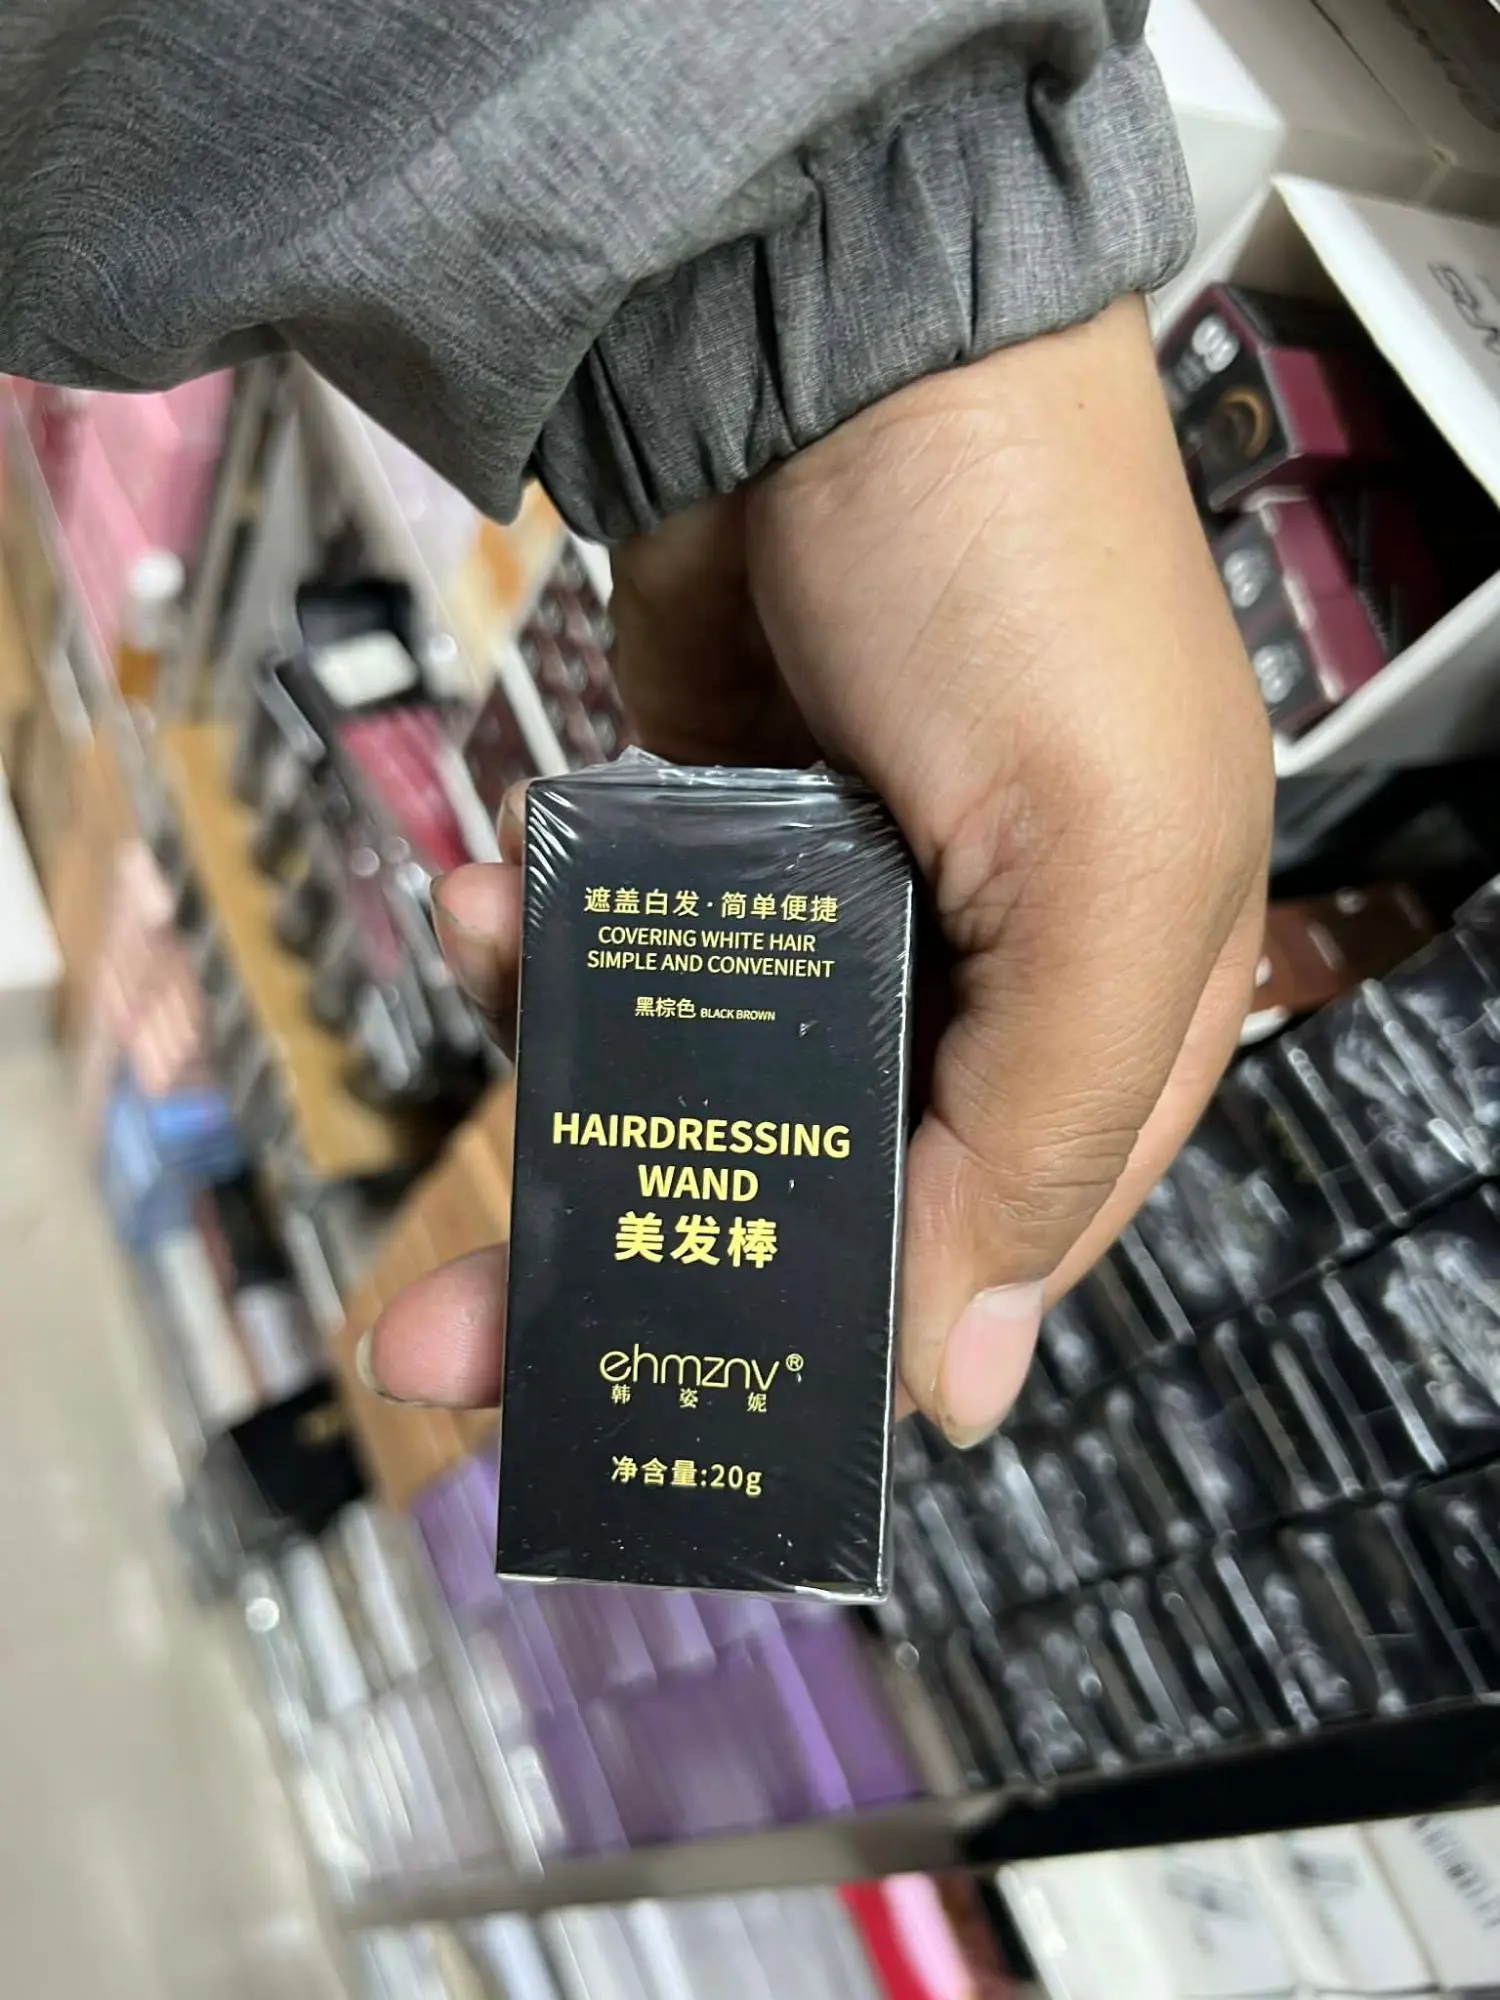 遮盖白发·简单便捷
COVERING WHITE HAIR
SIMPLE AND CONVENIENT
黑棕色 BLACK BROWN
HAIRDRESSING
WAND
美发棒
ehmznv®
韩姿妮
净含量:20g